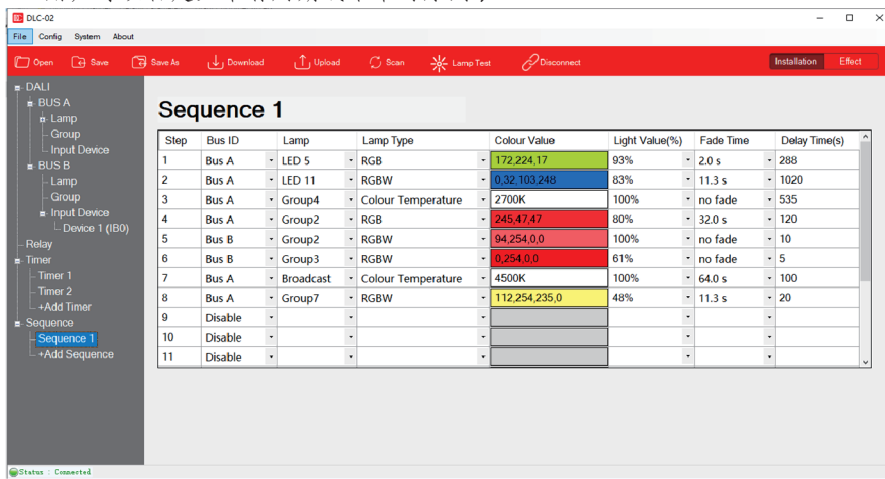 DLC-02
File Config System About
Open Save Save As Download Upload Scan Lamp Test Disconnect Installation Effect
DALI
BUS A
Lamp
Group
Input Device
BUS B
Lamp
Group
Input Device
Device 1 (IB0)
Relay
Timer
Timer 1
Timer 2
+Add Timer
Sequence
Sequence 1
+Add Sequence
Sequence 1
Step Bus ID Lamp Lamp Type Colour Value Light Value(%) Fade Time Delay Time(s)
1 Bus A LED 5 RGB 172,224,17 93% 2.0 s 288
2 Bus A LED 11 RGBW 0,32,103,248 83% 11.3 s 1020
3 Bus A Group4 Colour Temperature 2700K 100% no fade 535
4 Bus A Group2 RGB 245,47,47 80% 32.0 s 120
5 Bus B Group2 RGBW 94,254,0,0 100% no fade 10
6 Bus B Group3 RGBW 0,254,0,0 61% no fade 5
7 Bus A Broadcast Colour Temperature 4500K 100% 64.0 s 100
8 Bus A Group7 RGBW 112,254,235,0 48% 11.3 s 20
9 Disable
10 Disable
11 Disable
Status : Connected